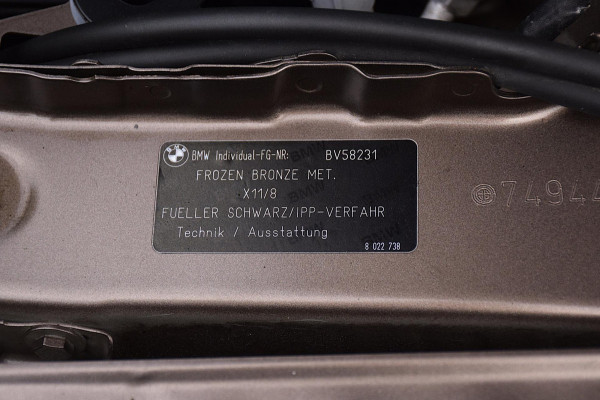 BMW Individual-FG-NR: BV58231
FROZEN BRONZE MET.
X11/8
FUELLER SCHWARZ/IPP-VERFAHR
Technik / Ausstattung
8 022 738
74944